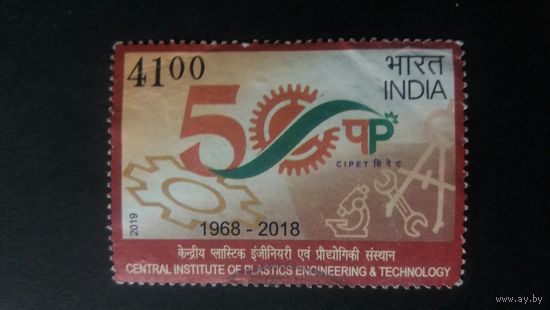 4100
भारत
INDIA
50
qP
CIPET सिपेट
2019
1968 - 2018
केन्द्रीय प्लास्टिक इंजीनियरी एवं प्रौद्योगिकी संस्थान
CENTRAL INSTITUTE OF PLASTICS ENGINEERING & TECHNOLOGY
www.ay.by